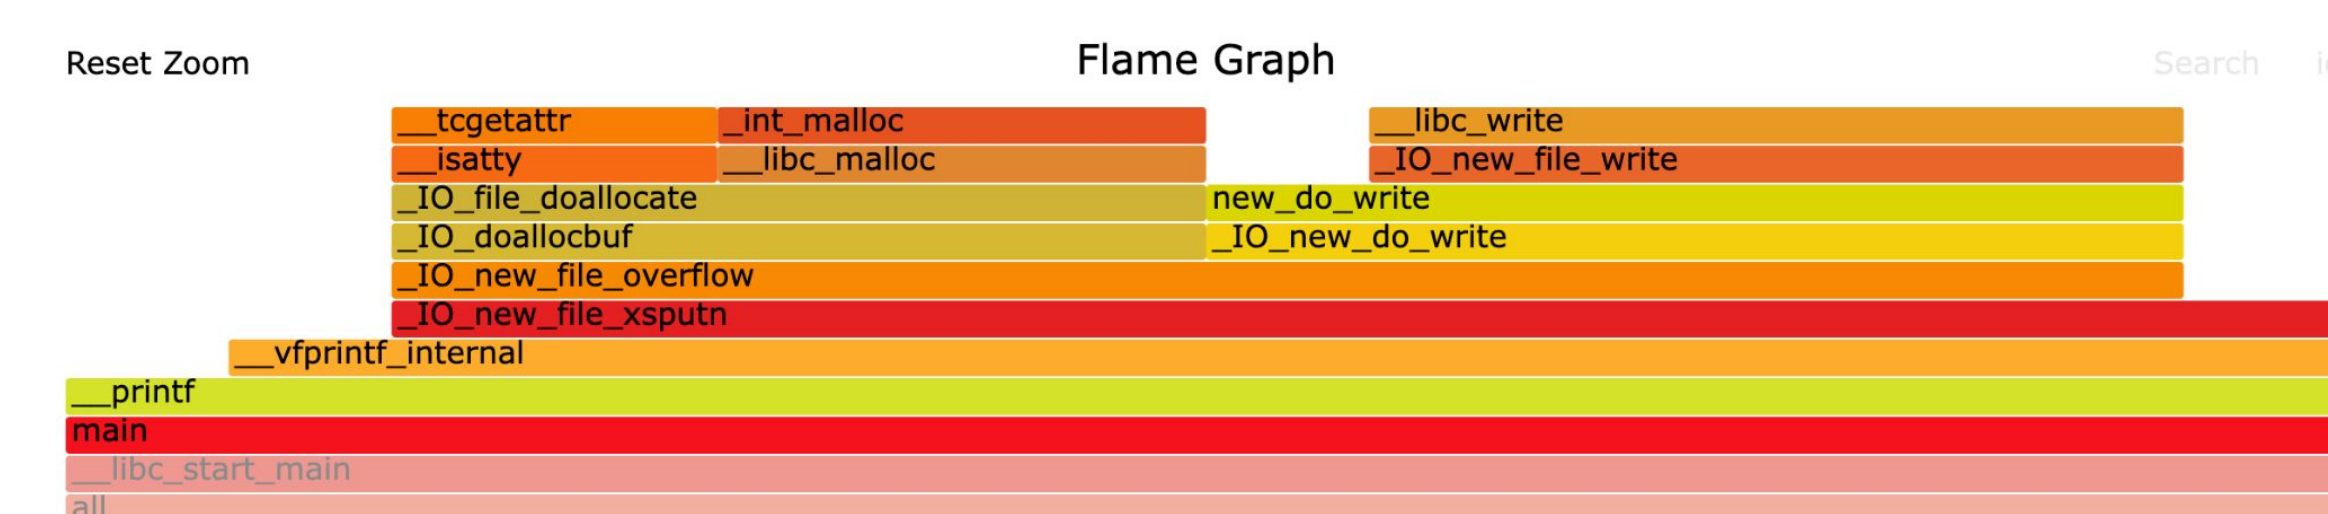 Reset Zoom Flame Graph Search
__tcgetattr _int_malloc __libc_write
__isatty __libc_malloc _IO_new_file_write
_IO_file_doallocate new_do_write
_IO_doallocbuf _IO_new_do_write
_IO_new_file_overflow
_IO_new_file_xsputn
__vfprintf_internal
__printf
main
__libc_start_main
all